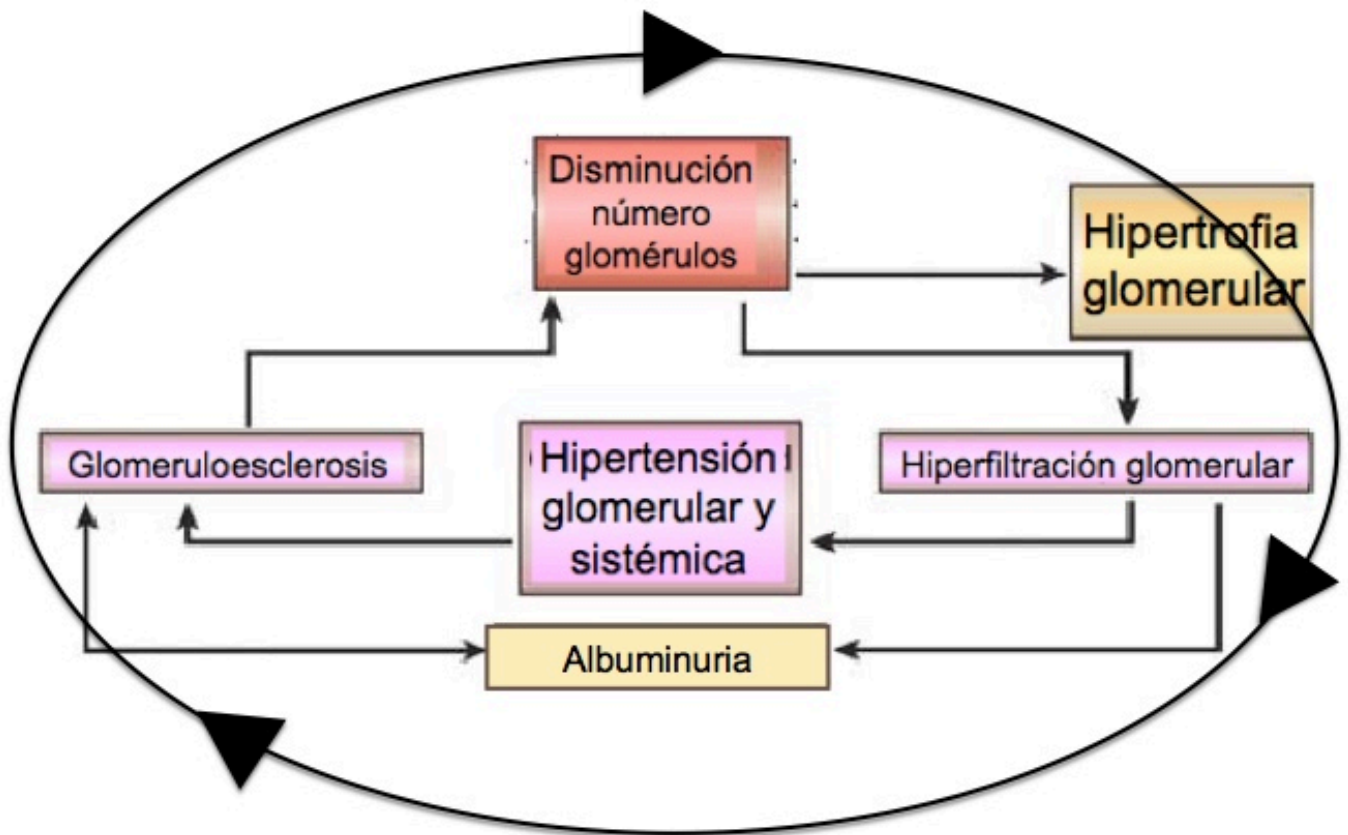 Disminución
número
glomérulos
Hipertrofia
glomerular
Glomeruloesclerosis
Hipertensión
glomerular y
sistémica
Hiperfiltración glomerular
Albuminuria